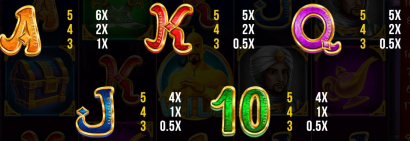 A 5 6X K 5 5X Q 5 5X
4 2X 4 2X 4 2X
3 1X 3 0.5X 3 0.5X
J 5 4X 10 5 4X
4 1X 4 1X
3 0.5X 3 0.5X